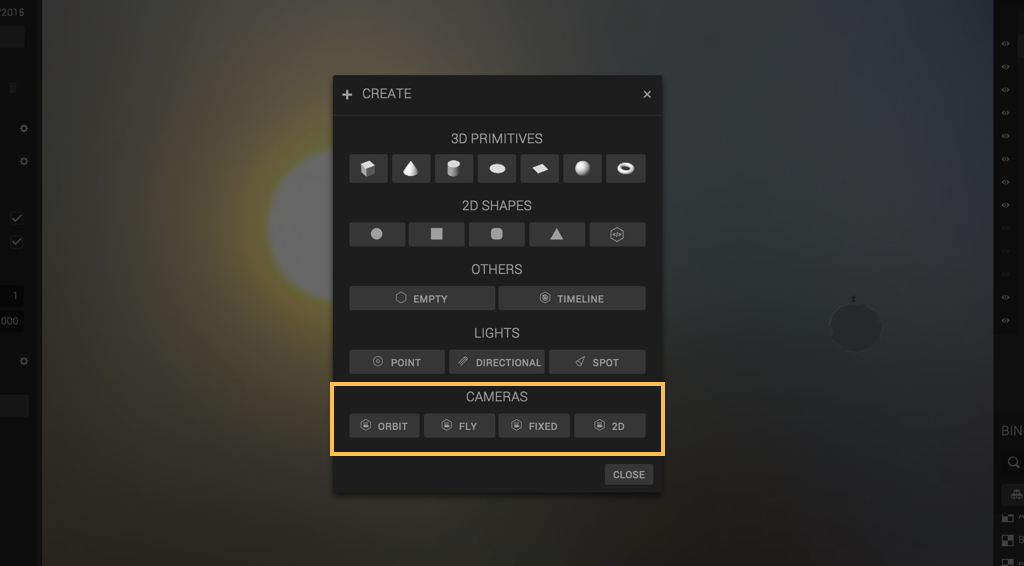 /2015
CREATE
3D PRIMITIVES
2D SHAPES
OTHERS
EMPTY TIMELINE
LIGHTS
POINT DIRECTIONAL SPOT
CAMERAS
ORBIT FLY FIXED 2D
CLOSE
1
000
BIN